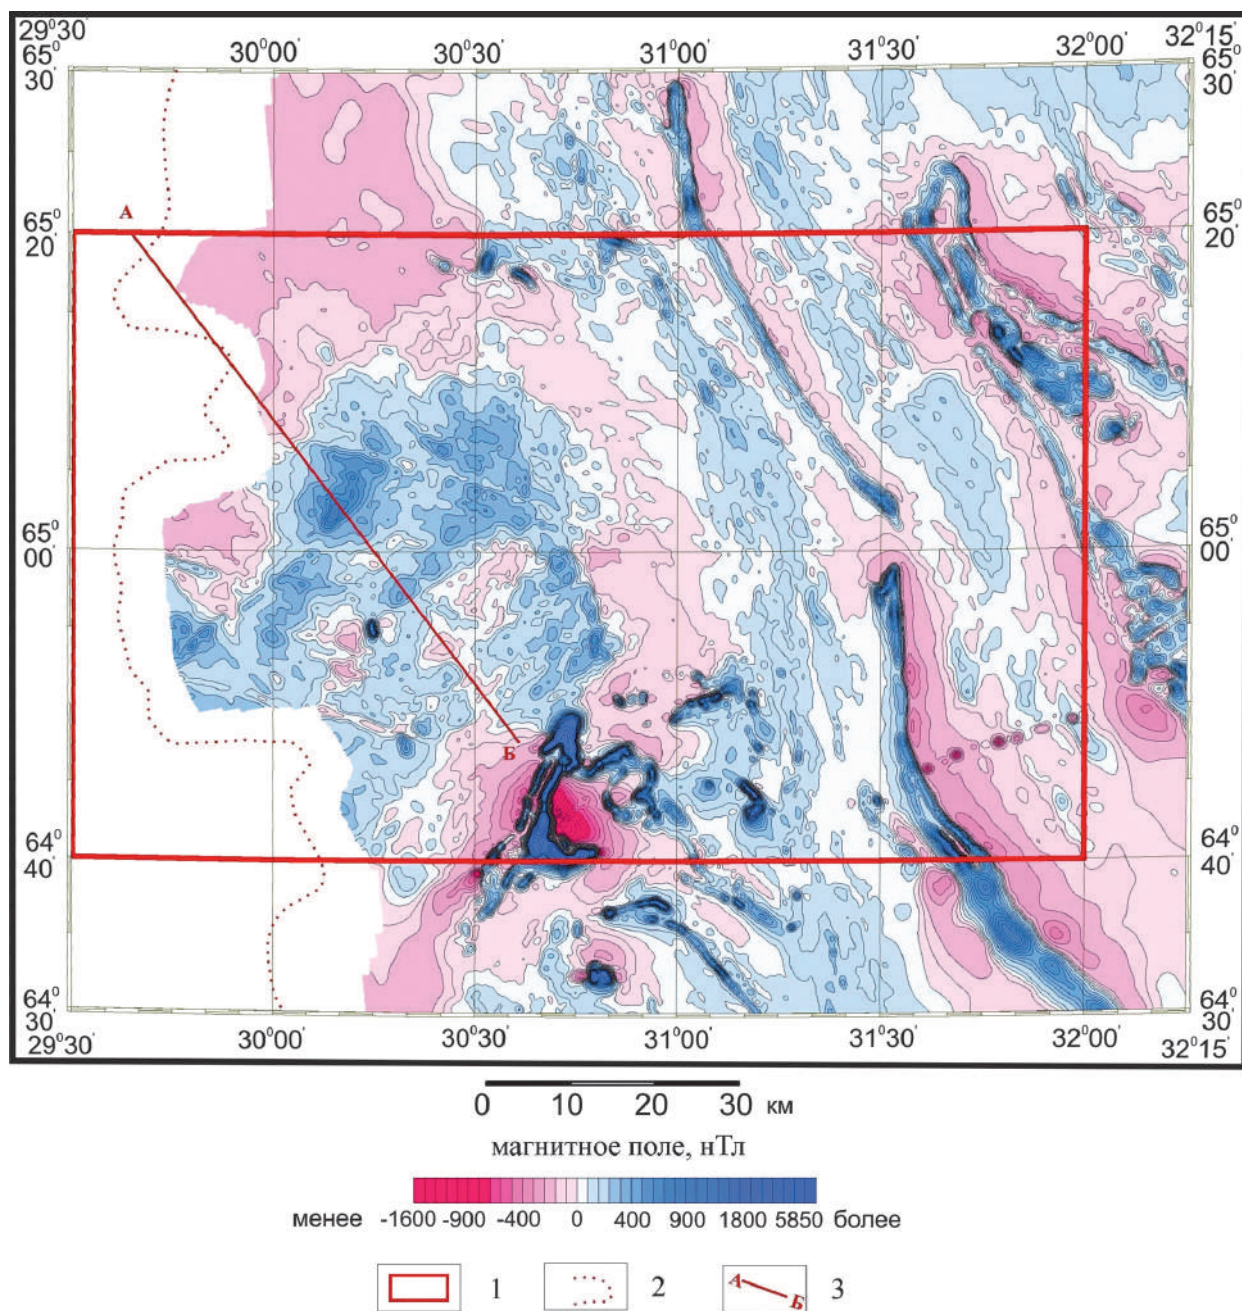 29°30' 30°00' 30°30' 31°00' 31°30' 32°00' 32°15'
65° 30' 65° 30'
А
65° 20' 65° 20'
65° 00' 65° 00'
Б
64° 40' 64° 40'
64° 30' 64° 30'
29°30' 30°00' 30°30' 31°00' 31°30' 32°00' 32°15'
0 10 20 30 км
магнитное поле, нТл
менее -1600 -900 -400 0 400 900 1800 5850 более
1 2 А Б 3